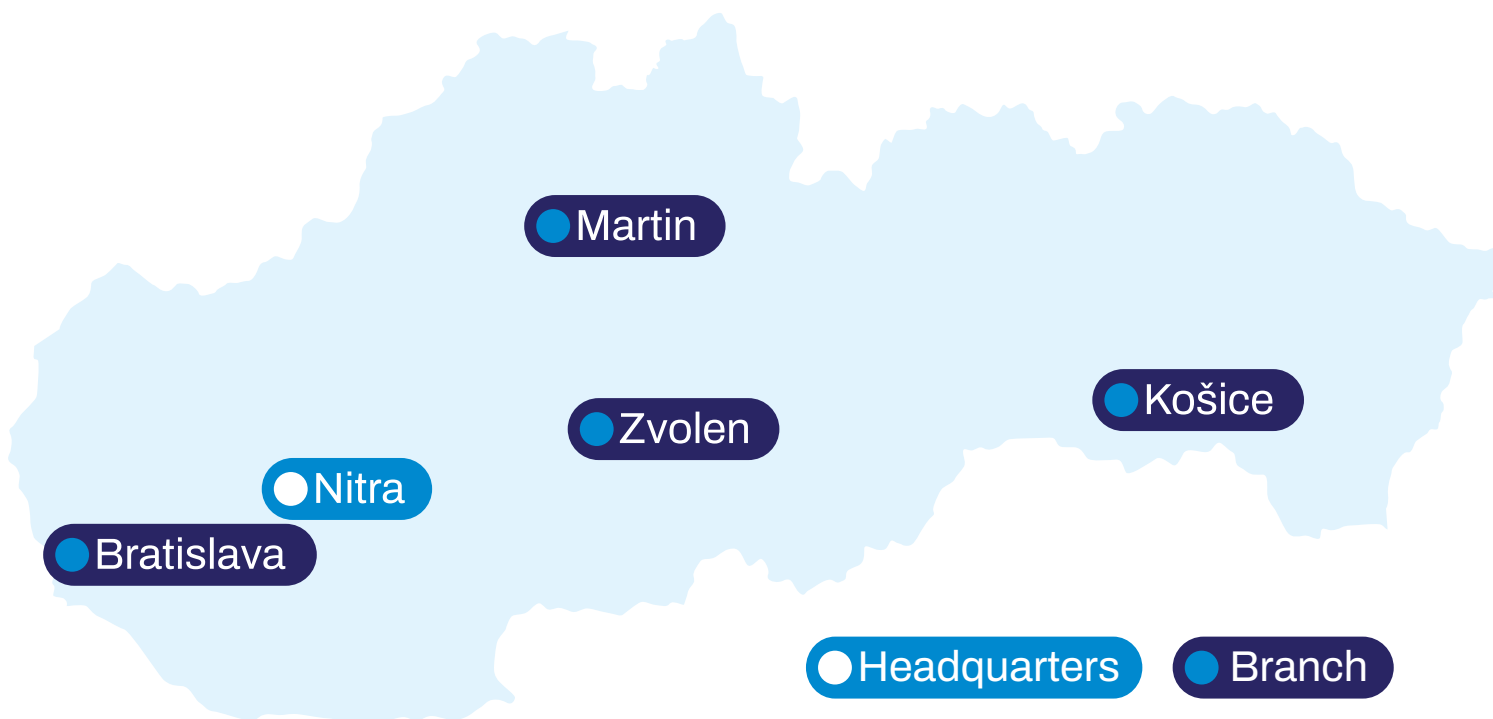 Martin
Košice
Zvolen
Nitra
Bratislava
Headquarters
Branch